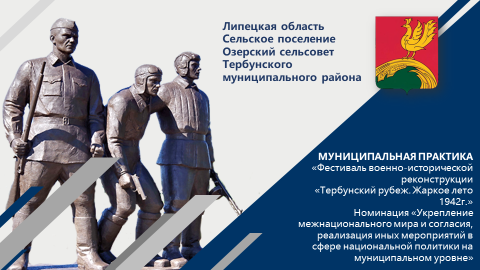 Липецкая область
Сельское поселение
Озерский сельсовет
Тербунского
муниципального района
МУНИЦИПАЛЬНАЯ ПРАКТИКА
«Фестиваль военно-исторической
реконструкции
«Тербунский рубеж. Жаркое лето
1942г.»
Номинация «Укрепление
межнационального мира и согласия,
реализация иных мероприятий в
сфере национальной политики на
муниципальном уровне»